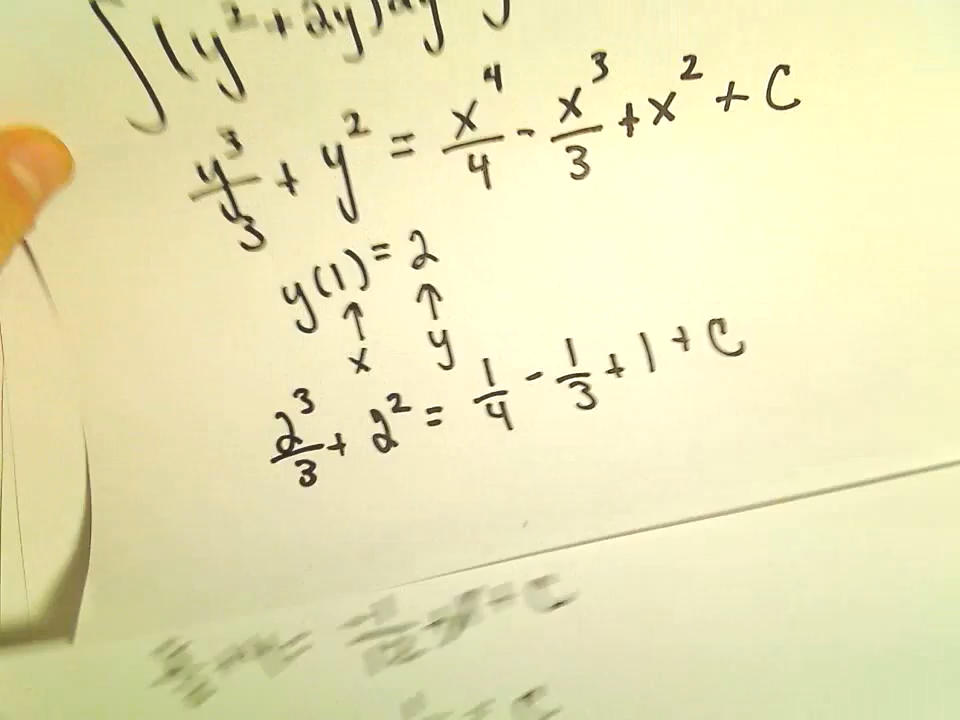 ∫(y² + 2y)dy
y³/3 + y² = x⁴/4 - x³/3 + x² + C
y(1) = 2
↑ ↑
x y
2³/3 + 2² = 1/4 - 1/3 + 1 + C